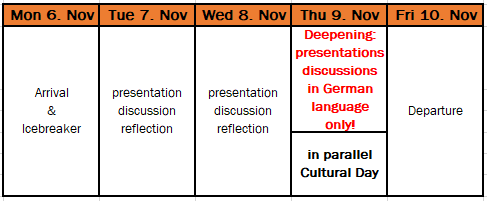 Mon 6. Nov
Tue 7. Nov
Wed 8. Nov
Thu 9. Nov
Fri 10. Nov
Arrival
&
Icebreaker
presentation
discussion
reflection
presentation
discussion
reflection
Deepening:
presentations
discussions
in German
language
only!
in parallel
Cultural Day
Departure